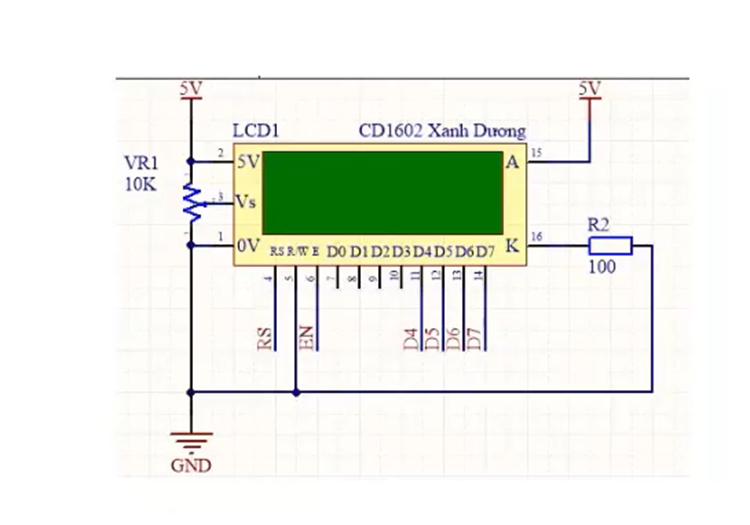 5V
5V
LCD1
CD1602 Xanh Dương
VR1
10K
2
5V
A
15
3
Vs
1
0V
K
16
R2
100
RS R/W E D0 D1 D2 D3 D4 D5 D6 D7
4 5 6 7 8 9 10 11 12 13 14
RS
EN
D4
D5
D6
D7
GND